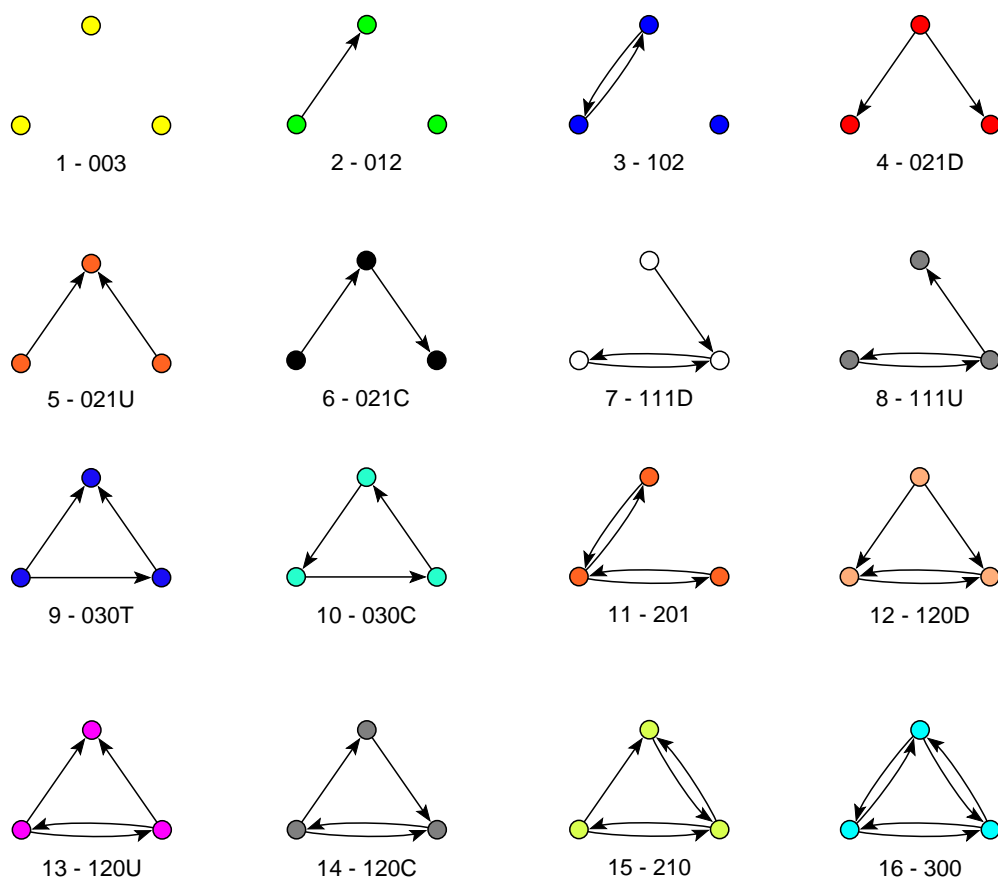 1 - 003
2 - 012
3 - 102
4 - 021D
5 - 021U
6 - 021C
7 - 111D
8 - 111U
9 - 030T
10 - 030C
11 - 201
12 - 120D
13 - 120U
14 - 120C
15 - 210
16 - 300